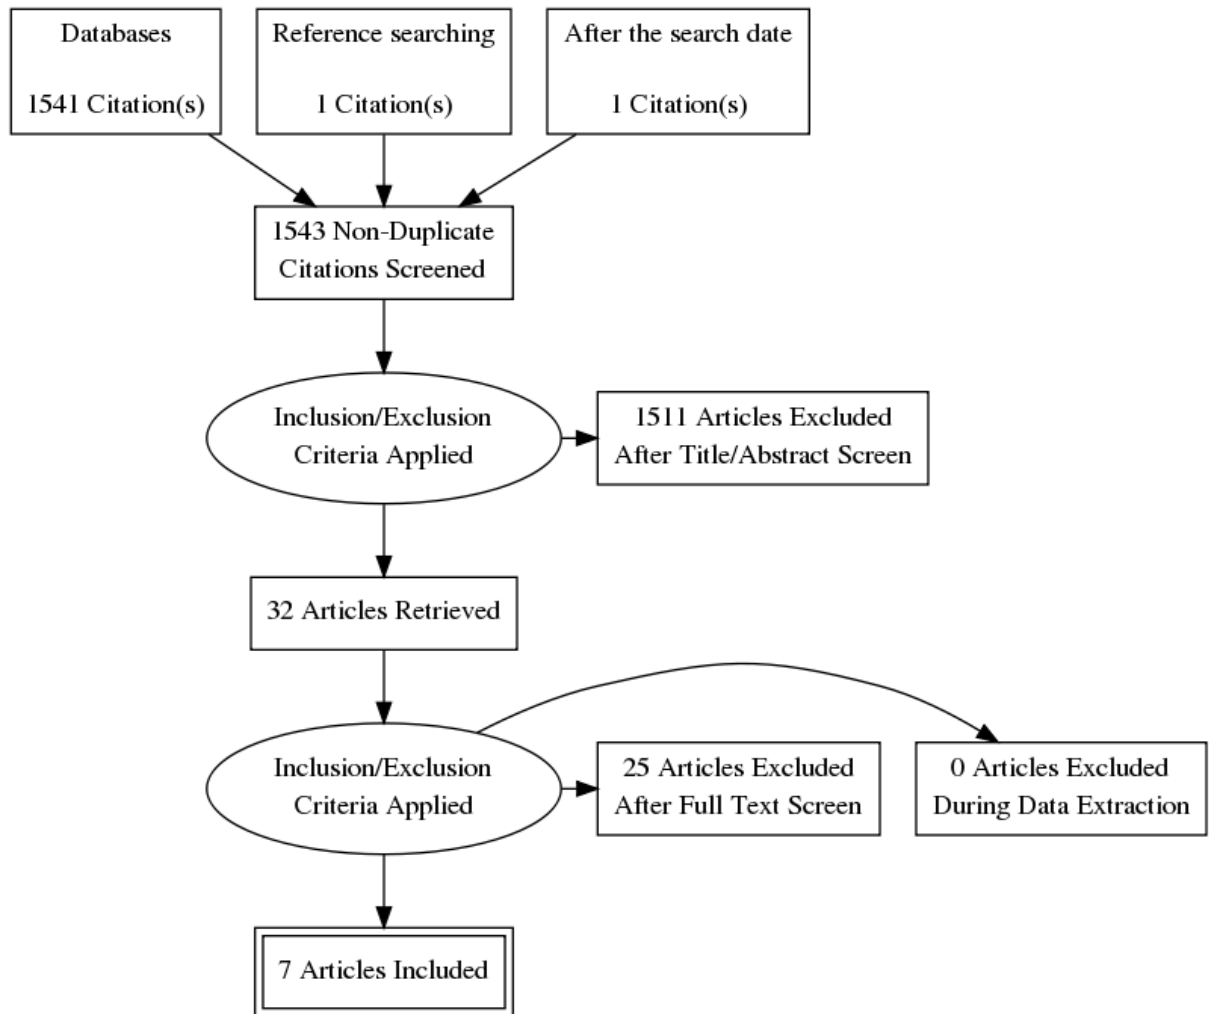 Databases
1541 Citation(s)
Reference searching
1 Citation(s)
After the search date
1 Citation(s)
1543 Non-Duplicate
Citations Screened
Inclusion/Exclusion
Criteria Applied
1511 Articles Excluded
After Title/Abstract Screen
32 Articles Retrieved
Inclusion/Exclusion
Criteria Applied
25 Articles Excluded
After Full Text Screen
0 Articles Excluded
During Data Extraction
7 Articles Included